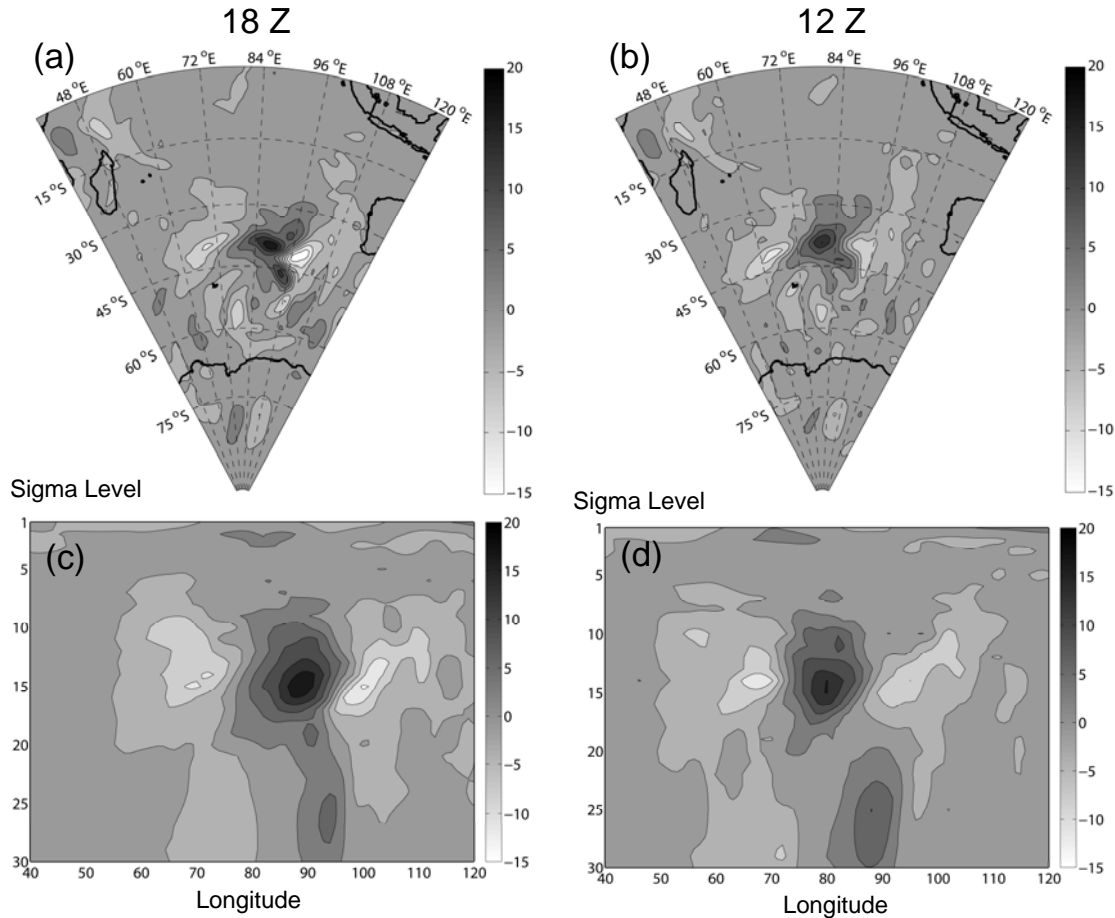 18 Z
12 Z
(a)
48 °E
60 °E
72 °E
84 °E
96 °E
108 °E
120 °E
15 °S
30 °S
45 °S
60 °S
75 °S
20
15
10
5
0
−5
−10
−15
(b)
48 °E
60 °E
72 °E
84 °E
96 °E
108 °E
120 °E
15 °S
30 °S
45 °S
60 °S
75 °S
20
15
10
5
0
−5
−10
−15
Sigma Level
(c)
1
5
10
15
20
25
30
40 50 60 70 80 90 100 110 120
Longitude
20
15
10
5
0
−5
−10
−15
Sigma Level
(d)
1
5
10
15
20
25
30
40 50 60 70 80 90 100 110 120
Longitude
20
15
10
5
0
−5
−10
−15